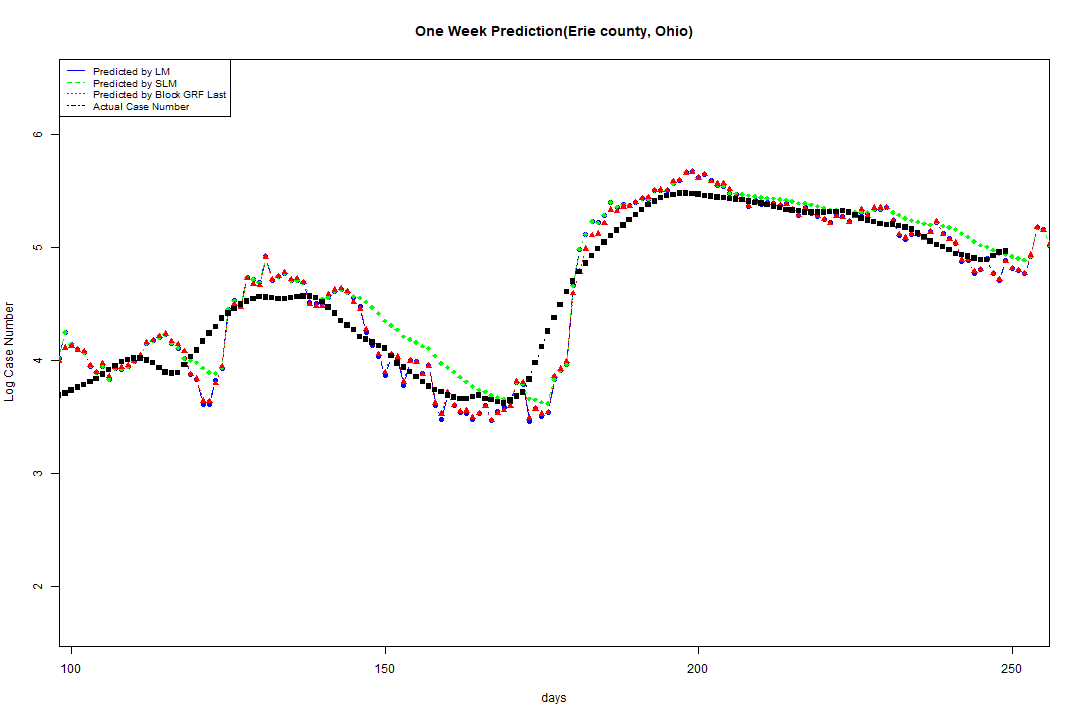 One Week Prediction(Erie county, Ohio)
Predicted by LM
Predicted by SLM
Predicted by Block GRF Last
Actual Case Number
6
5
4
3
2
Log Case Number
100 150 200 250
days